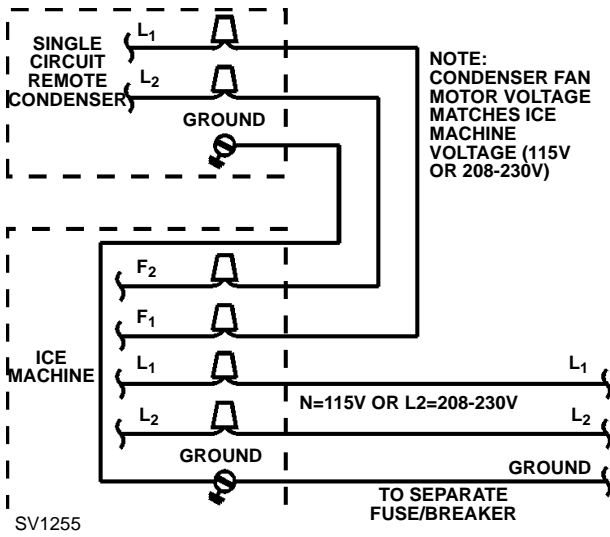 L1
SINGLE
CIRCUIT
REMOTE
CONDENSER
L2
GROUND
NOTE:
CONDENSER FAN
MOTOR VOLTAGE
MATCHES ICE
MACHINE
VOLTAGE (115V
OR 208-230V)
F2
F1
ICE
MACHINE
L1
L1
N=115V OR L2=208-230V
L2
L2
GROUND
GROUND
TO SEPARATE
FUSE/BREAKER
SV1255